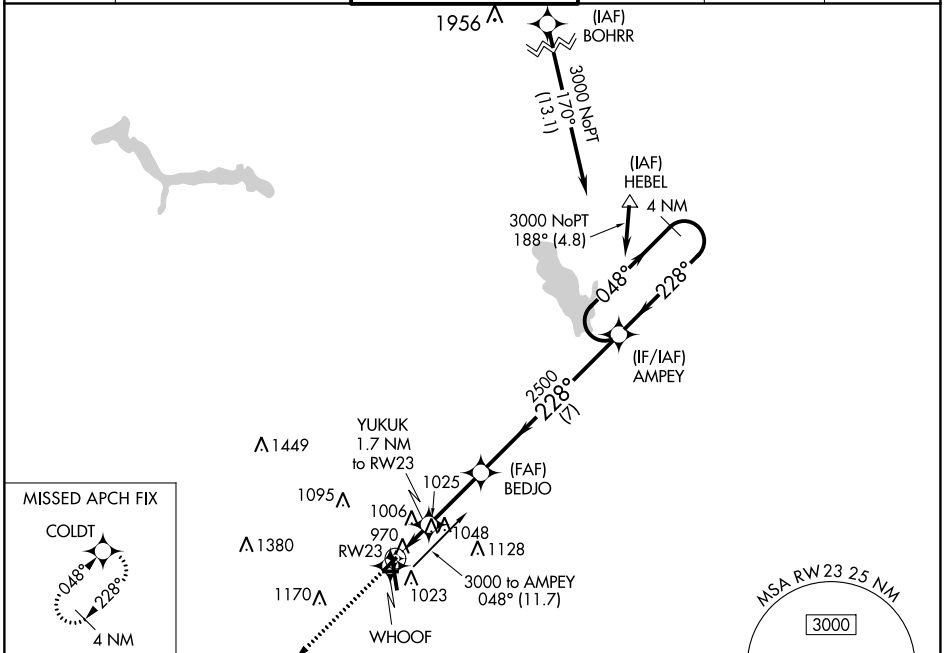 1956
(IAF)
BOHRR
3000 NoPT
170°
(13.1)
(IAF)
HEBEL
4 NM
3000 NoPT
188° (4.8)
048°
228°
(IF/IAF)
AMPEY
2500
228°
(7)
YUKUK
1.7 NM
to RW23
1449
(FAF)
BEDJO
1025
1095
1006
1048
970
1380
RW23
1128
3000 to AMPEY
048° (11.7)
1170
1023
WHOOF
MISSED APCH FIX
COLDT
048°
228°
4 NM
MSA RW 23 25 NM
3000